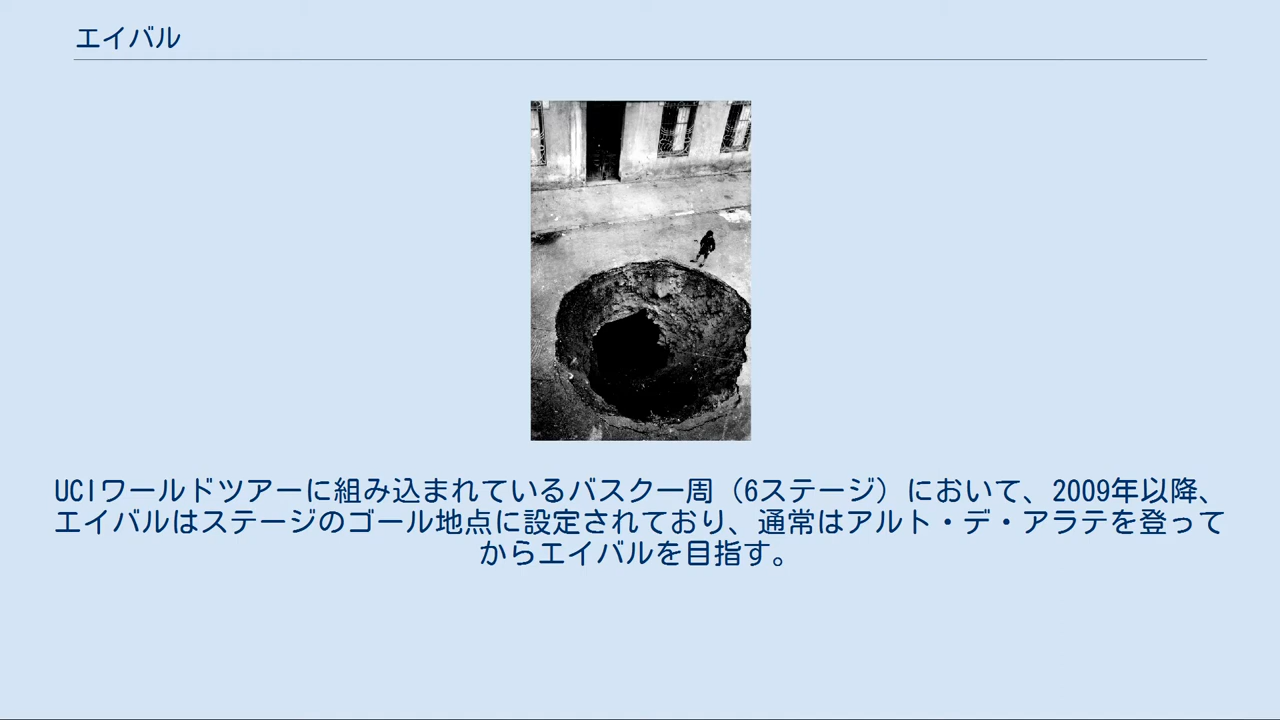 エイバル
UCIワールドツアーに組み込まれているバスク一周（6ステージ）において、2009年以降、
エイバルはステージのゴール地点に設定されており、通常はアルト・デ・アラテを登って
からエイバルを目指す。